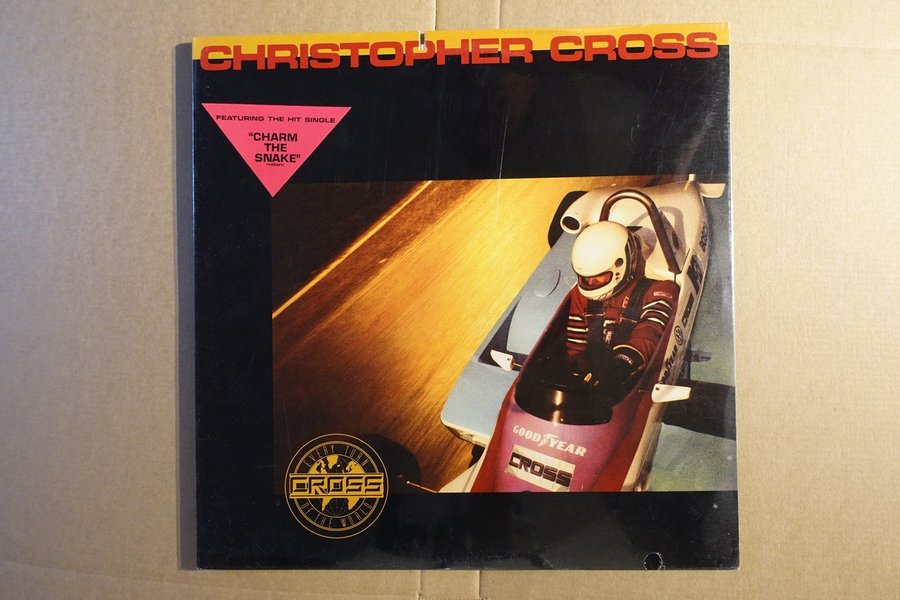 CHRISTOPHER CROSS
FEATURING THE HIT SINGLE
"CHARM
THE
SNAKE"
GOODYEAR
CROSS
EVERY TURN
CROSS
OF THE WORLD